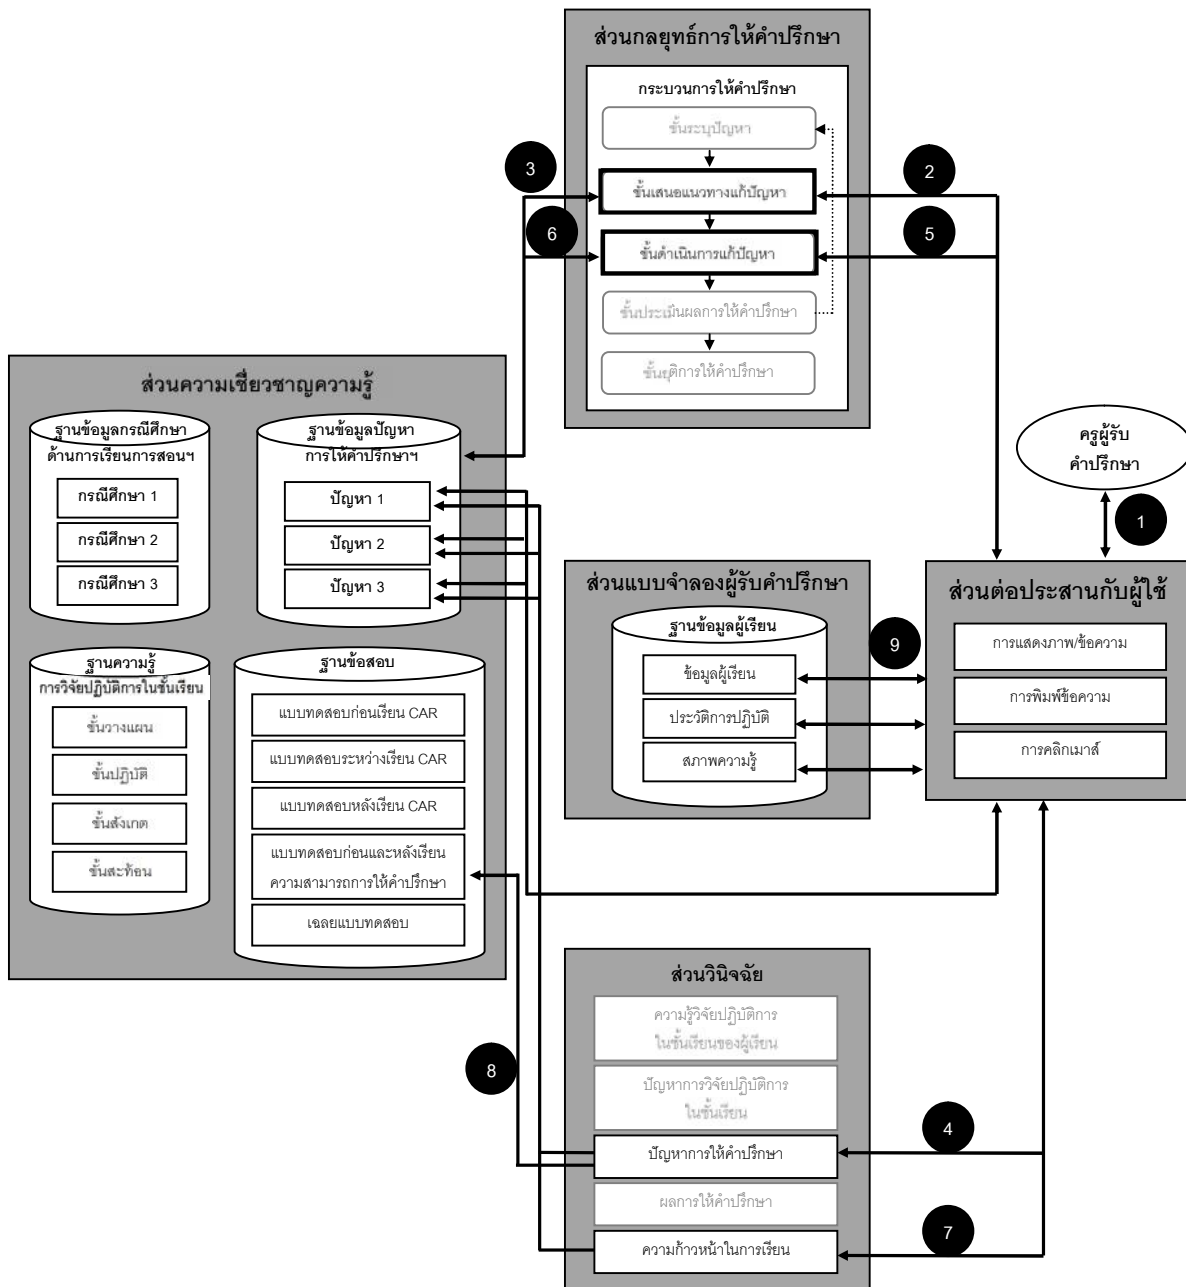 ส่วนกลยุทธ์การให้คำปรึกษา
กระบวนการให้คำปรึกษา
ขั้นระบุปัญหา
3
2
ขั้นเสนอแนวทางแก้ปัญหา
6
5
ขั้นดำเนินการแก้ปัญหา
ขั้นประเมินผลการให้คำปรึกษา
ขั้นยุติการให้คำปรึกษา
ส่วนความเชี่ยวชาญความรู้
ฐานข้อมูลกรณีศึกษา
ด้านการเรียนการสอนฯ
กรณีศึกษา 1
กรณีศึกษา 2
กรณีศึกษา 3
ฐานข้อมูลปัญหา
การให้คำปรึกษาฯ
ปัญหา 1
ปัญหา 2
ปัญหา 3
ครูผู้รับ
คำปรึกษา
1
ฐานความรู้
การวิจัยปฏิบัติการในชั้นเรียน
ขั้นวางแผน
ขั้นปฏิบัติ
ขั้นสังเกต
ขั้นสะท้อน
ฐานข้อสอบ
แบบทดสอบก่อนเรียน CAR
แบบทดสอบระหว่างเรียน CAR
แบบทดสอบหลังเรียน CAR
แบบทดสอบก่อนและหลังเรียน
ความสามารถการให้คำปรึกษา
เฉลยแบบทดสอบ
ส่วนแบบจำลองผู้รับคำปรึกษา
ฐานข้อมูลผู้เรียน
ข้อมูลผู้เรียน
ประวัติการปฏิบัติ
สภาพความรู้
9
ส่วนต่อประสานกับผู้ใช้
การแสดงภาพ/ข้อความ
การพิมพ์ข้อความ
การคลิกเมาส์
ส่วนวินิจฉัย
ความรู้วิจัยปฏิบัติการ
ในชั้นเรียนของผู้เรียน
ปัญหาการวิจัยปฏิบัติการ
ในชั้นเรียน
8
4
ปัญหาการให้คำปรึกษา
ผลการให้คำปรึกษา
7
ความก้าวหน้าในการเรียน